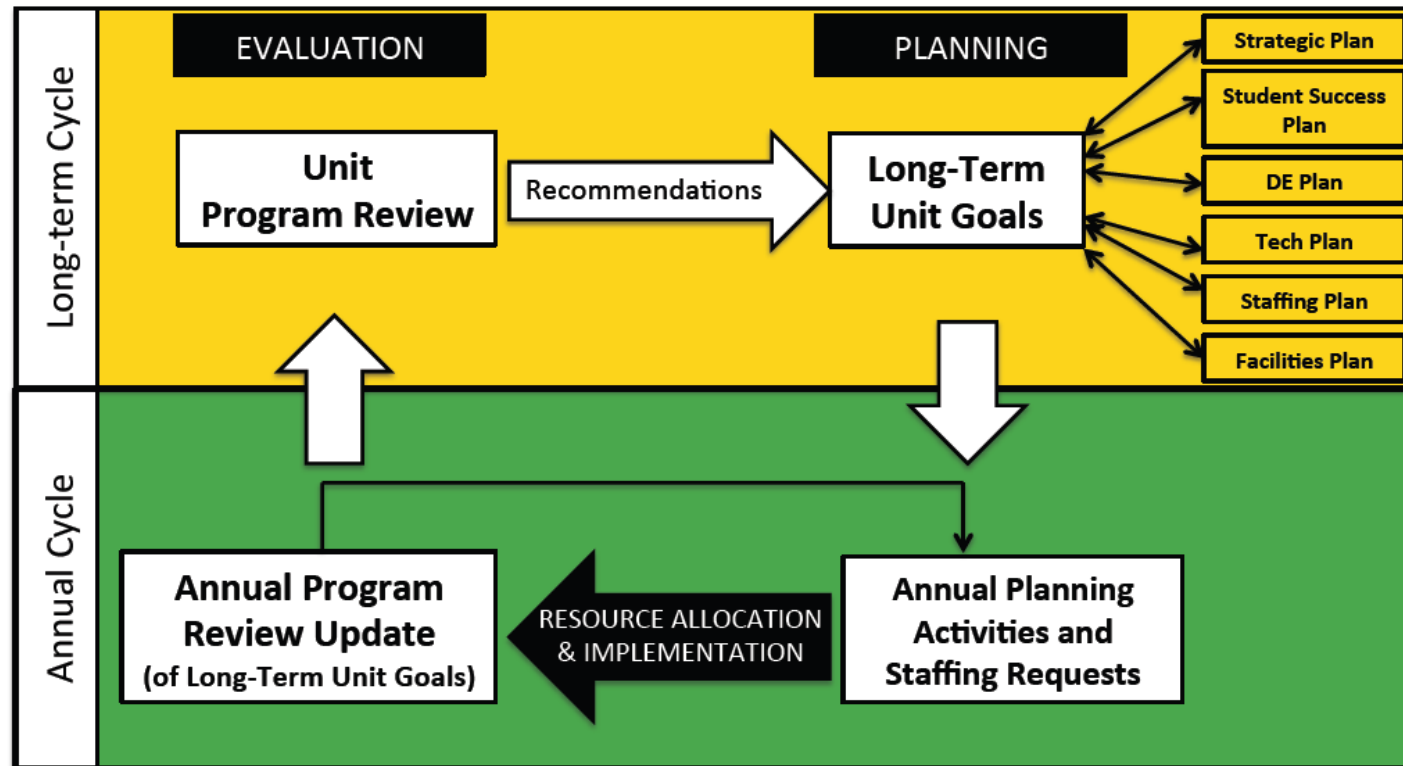 Long-term Cycle
EVALUATION
PLANNING
Unit
Program Review
Recommendations
Long-Term
Unit Goals
Strategic Plan
Student Success
Plan
DE Plan
Tech Plan
Staffing Plan
Facilities Plan
Annual Cycle
Annual Program
Review Update
(of Long-Term Unit Goals)
RESOURCE ALLOCATION
& IMPLEMENTATION
Annual Planning
Activities and
Staffing Requests